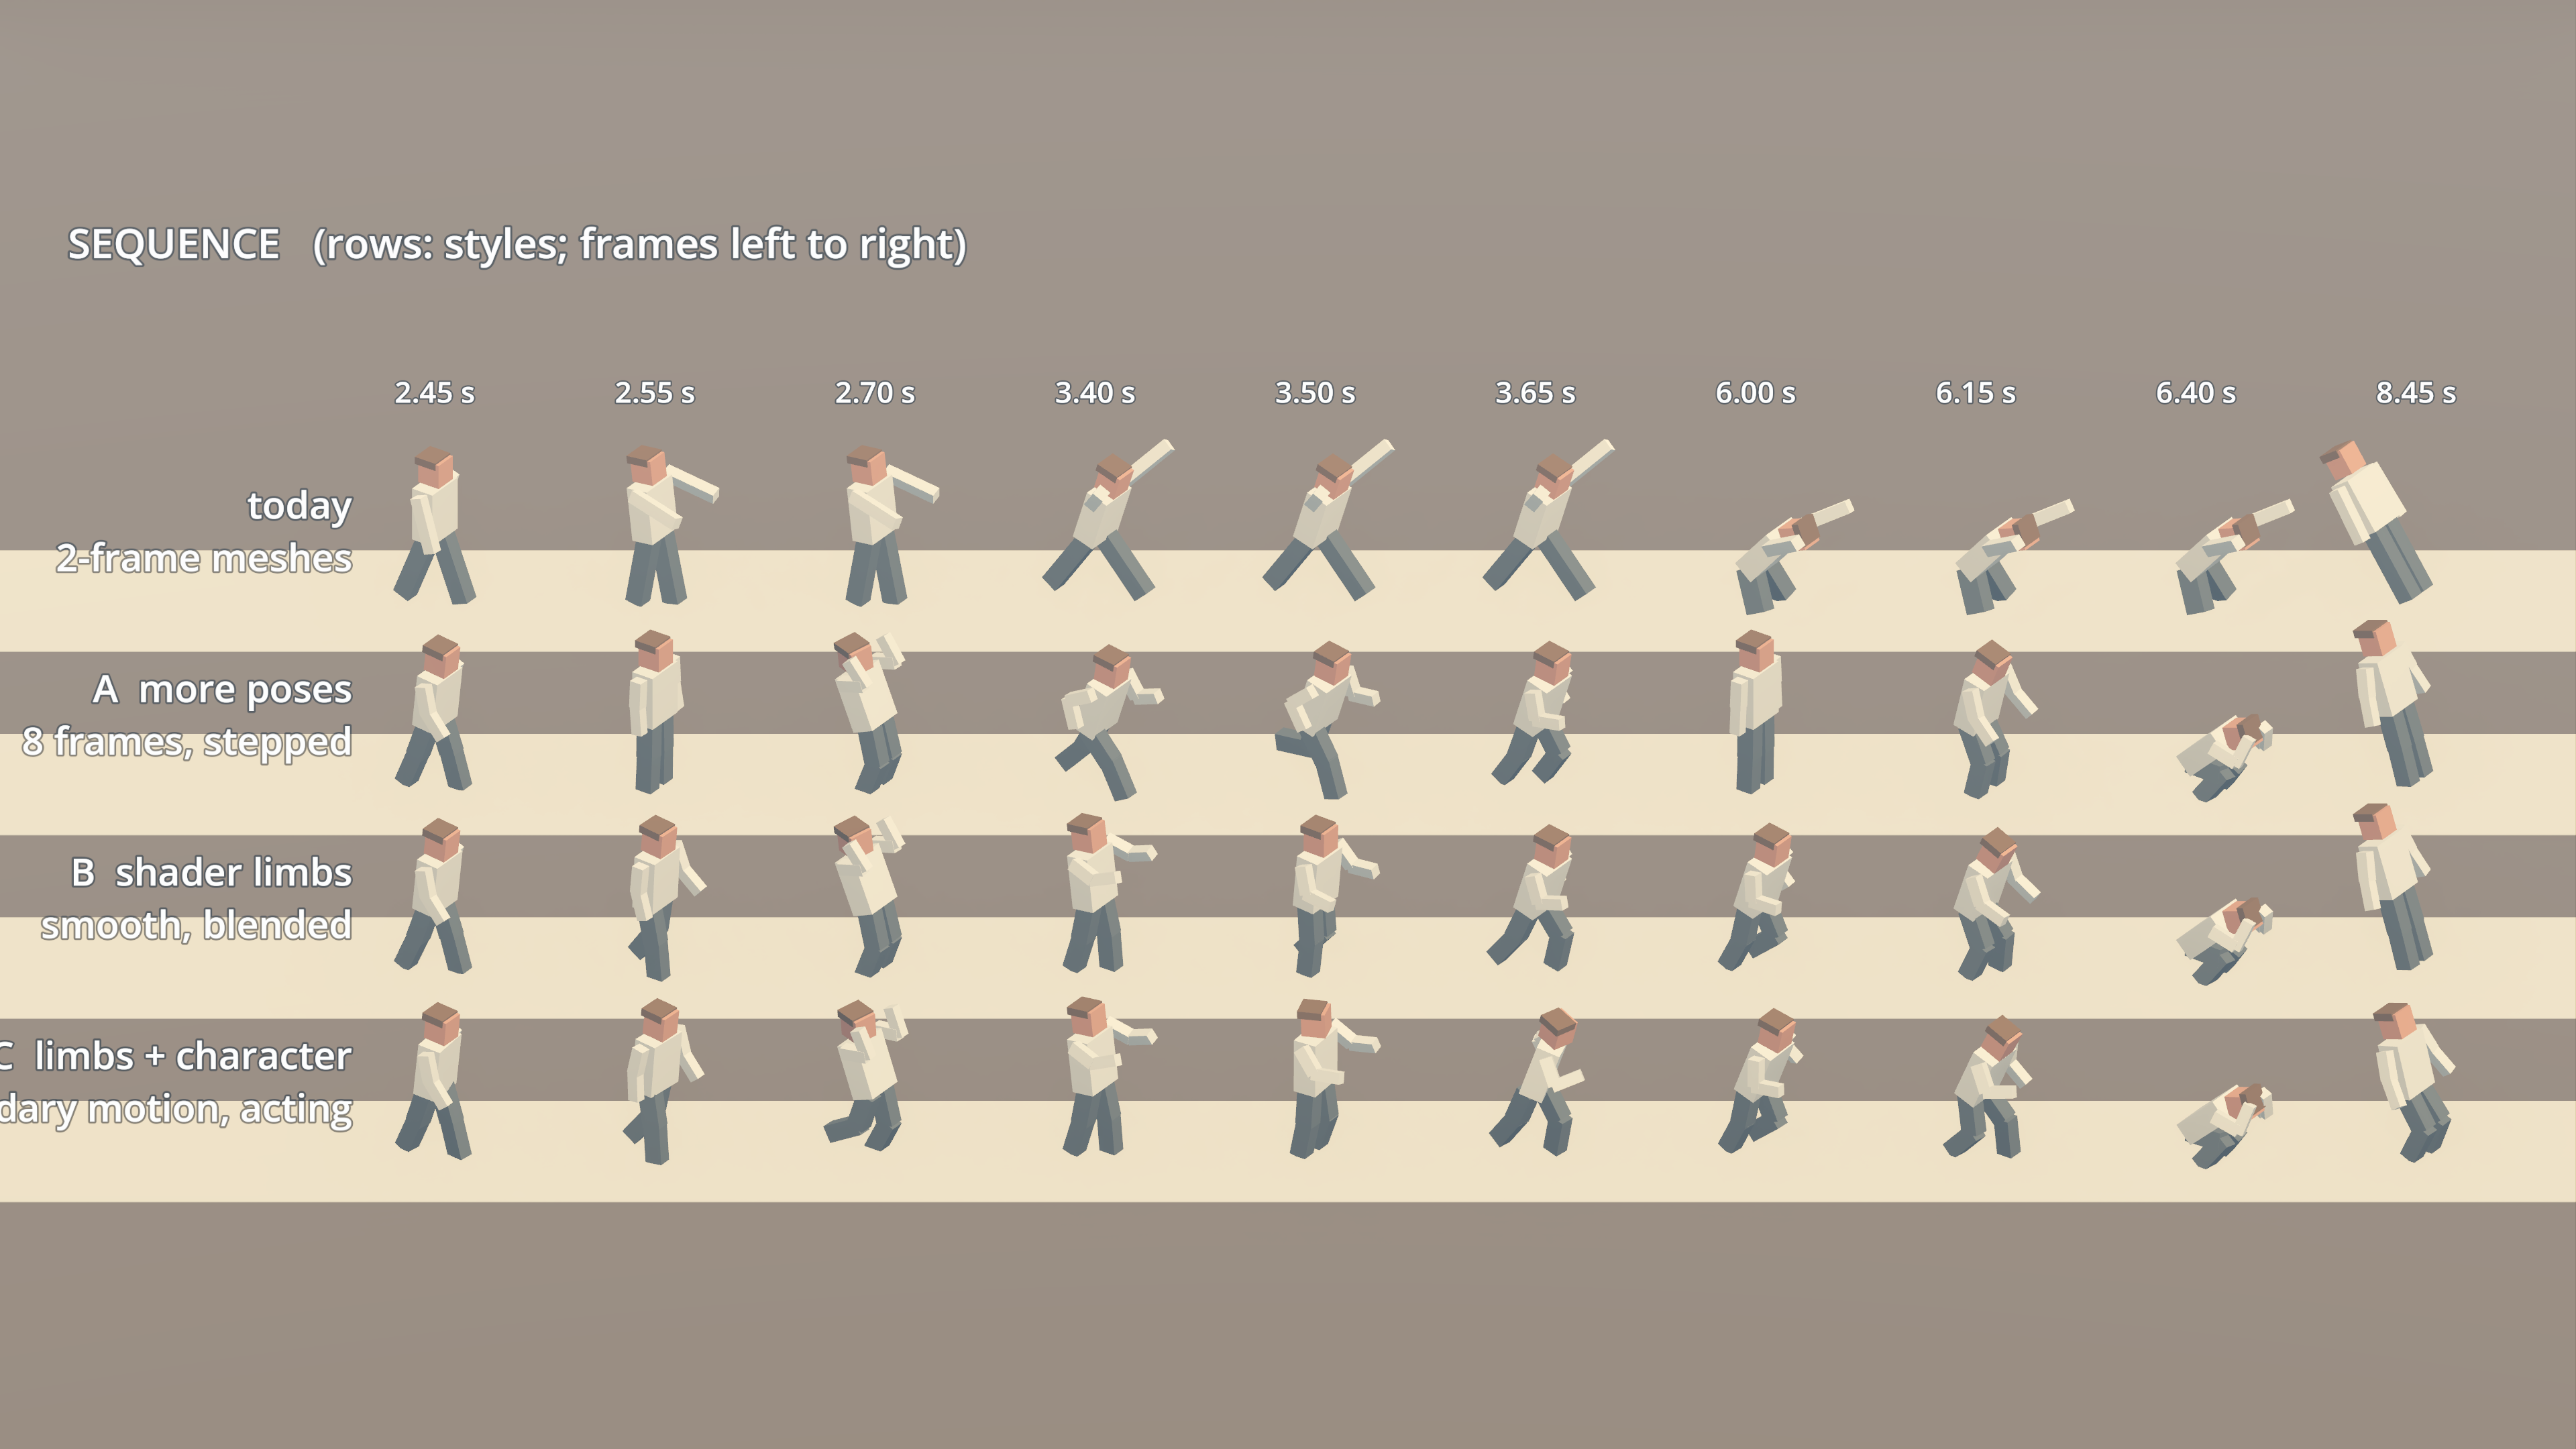 SEQUENCE (rows: styles; frames left to right)
2.45 s 2.55 s 2.70 s 3.40 s 3.50 s 3.65 s 6.00 s 6.15 s 6.40 s 8.45 s
today
2-frame meshes
A more poses
8 frames, stepped
B shader limbs
smooth, blended
C limbs + character
motion, acting